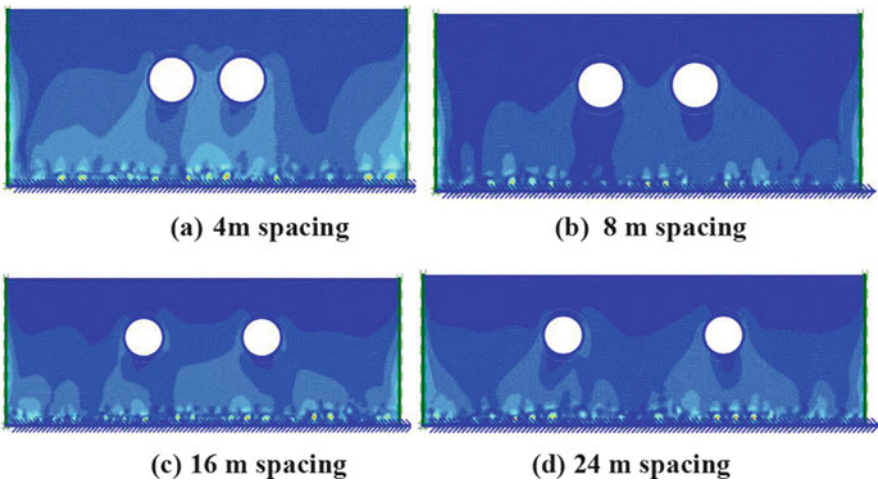 (a) 4m spacing
(b) 8 m spacing
(c) 16 m spacing
(d) 24 m spacing